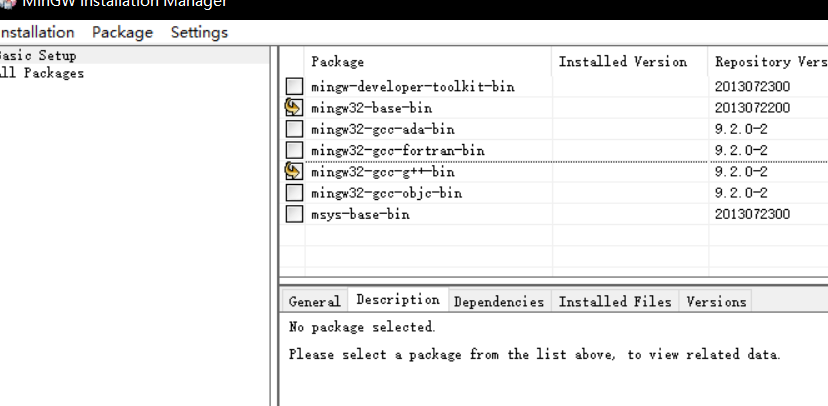 MinGW Installation Manager
nstallation Package Settings
asic Setup
ll Packages
Package Installed Version Repository Vers
mingw-developer-toolkit-bin 2013072300
mingw32-base-bin 2013072200
mingw32-gcc-ada-bin 9.2.0-2
mingw32-gcc-fortran-bin 9.2.0-2
mingw32-gcc-g++-bin 9.2.0-2
mingw32-gcc-objc-bin 9.2.0-2
msys-base-bin 2013072300
General Description Dependencies Installed Files Versions
No package selected.
Please select a package from the list above, to view related data.